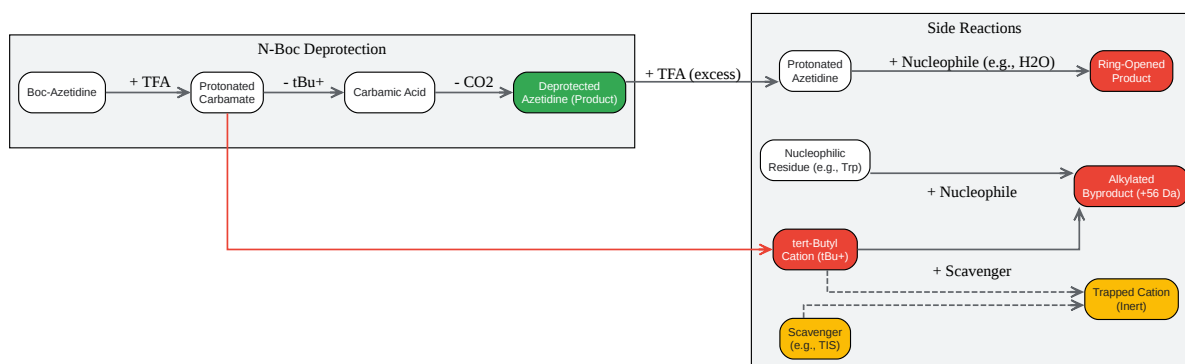 Side Reactions
N-Boc Deprotection
Boc-Azetidine
+ TFA
Protonated
Carbamate
- tBu+
Carbamic Acid
- CO2
Deprotected
Azetidine (Product)
+ TFA (excess)
Protonated
Azetidine
+ Nucleophile (e.g., H2O)
Ring-Opened
Product
Nucleophilic
Residue (e.g., Trp)
+ Nucleophile
Alkylated
Byproduct (+56 Da)
tert-Butyl
Cation (tBu+)
+ Scavenger
Trapped Cation
(Inert)
Scavenger
(e.g., TIS)